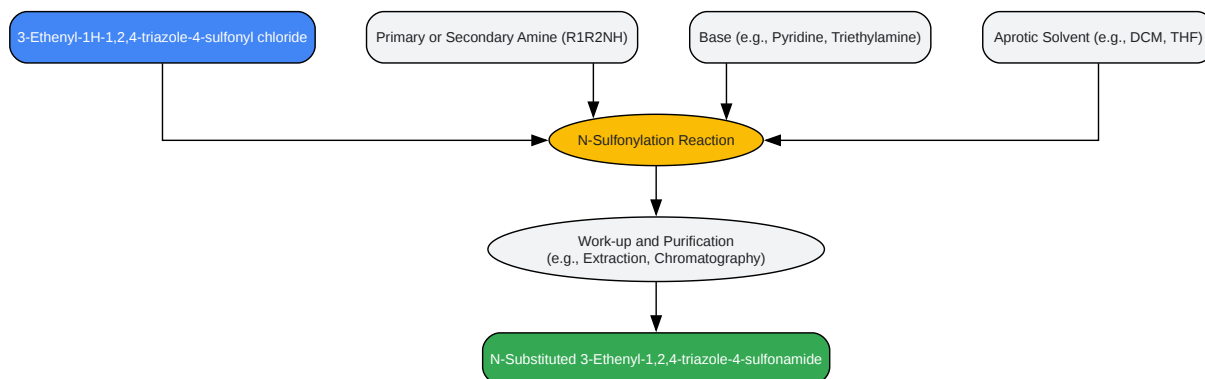 3-Ethenyl-1H-1,2,4-triazole-4-sulfonyl chloride
Primary or Secondary Amine (R1R2NH)
Base (e.g., Pyridine, Triethylamine)
Aprotic Solvent (e.g., DCM, THF)
N-Sulfonylation Reaction
Work-up and Purification
(e.g., Extraction, Chromatography)
N-Substituted 3-Ethenyl-1,2,4-triazole-4-sulfonamide